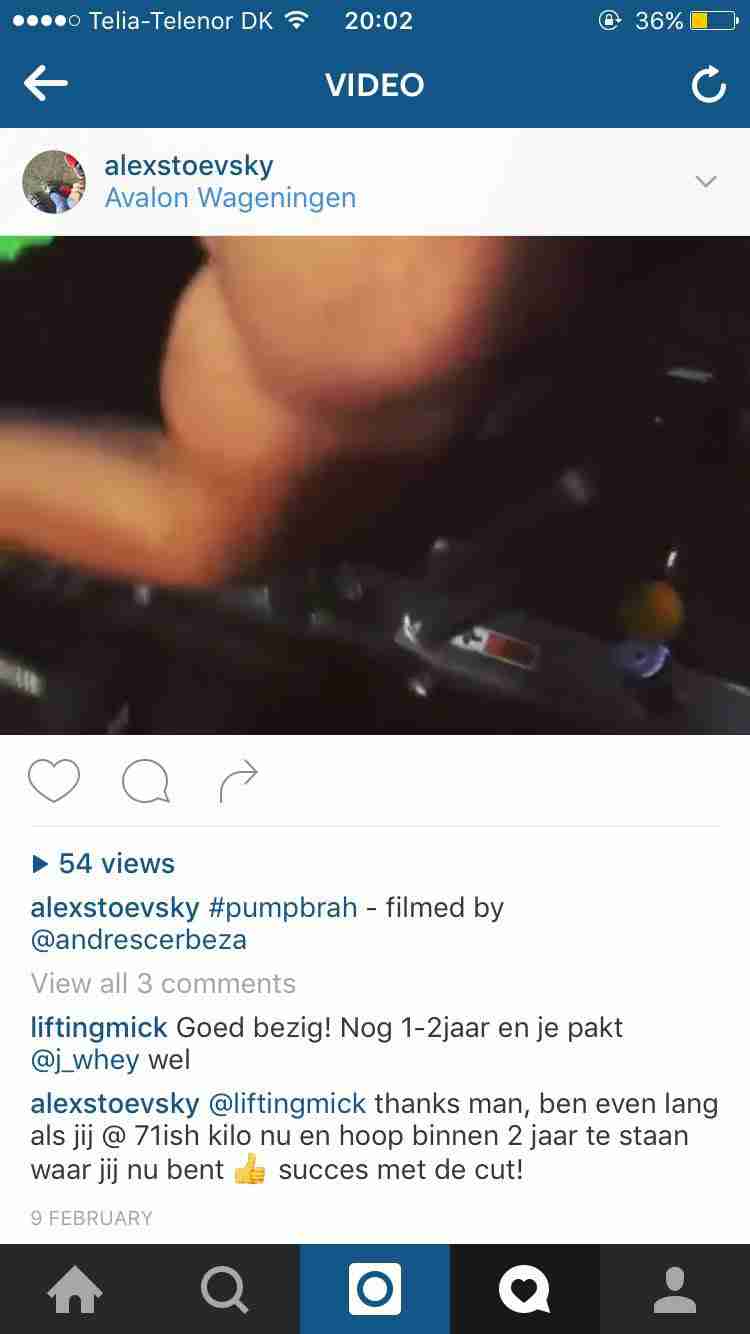 Telia-Telenor DK 20:02 36%
VIDEO
alexstoevsky
Avalon Wageningen
54 views
alexstoevsky #pumpbrah - filmed by
@andrescerbeza
View all 3 comments
liftingmick Goed bezig! Nog 1-2jaar en je pakt
@j_whey wel
alexstoevsky @liftingmick thanks man, ben even lang
als jij @ 71ish kilo nu en hoop binnen 2 jaar te staan
waar jij nu bent 👍 succes met de cut!
9 FEBRUARY